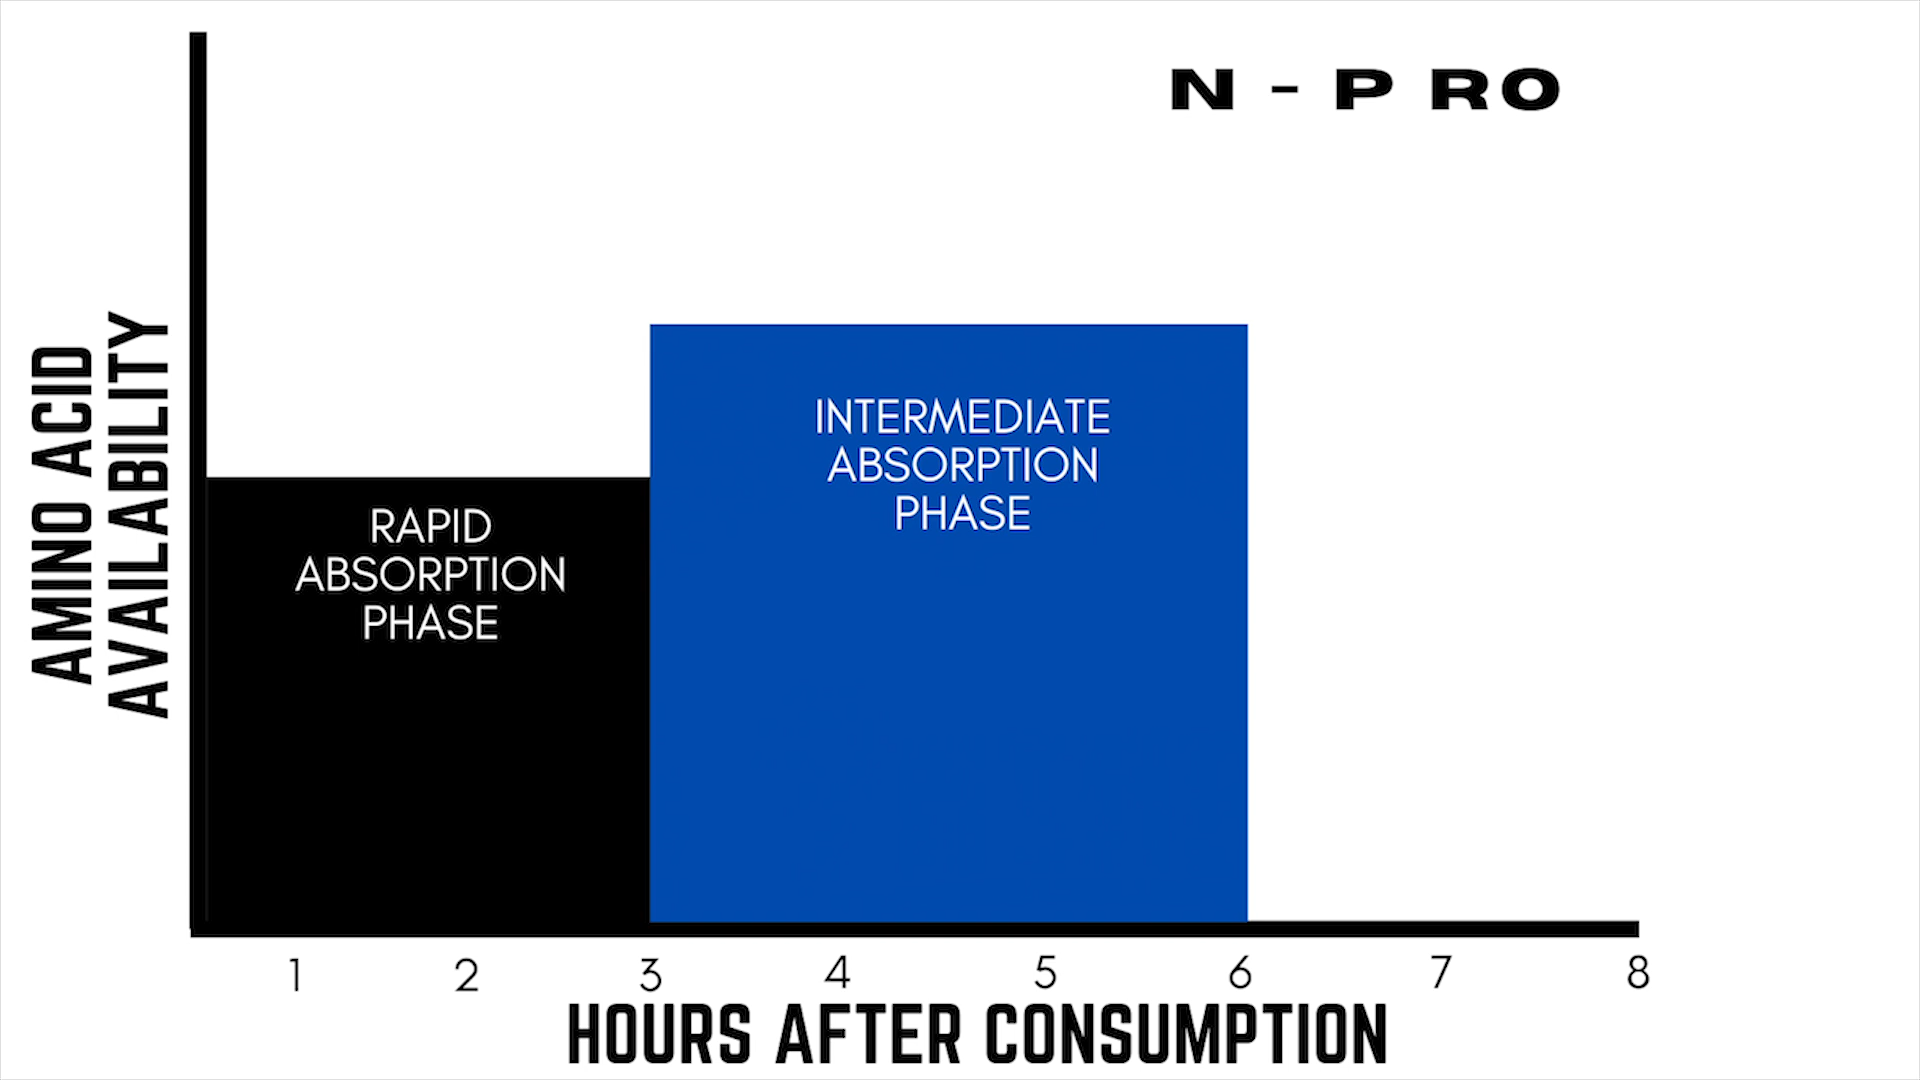 N - P RO
AMINO ACID
AVAILABILITY
RAPID
ABSORPTION
PHASE
INTERMEDIATE
ABSORPTION
PHASE
1 2 3 4 5 6 7 8
HOURS AFTER CONSUMPTION